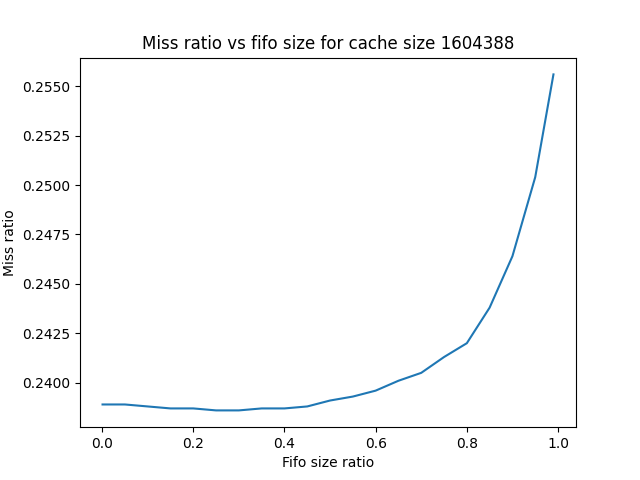 Miss ratio vs fifo size for cache size 1604388
0.2550
0.2525
0.2500
0.2475
0.2450
0.2425
0.2400
Miss ratio
0.0 0.2 0.4 0.6 0.8 1.0
Fifo size ratio